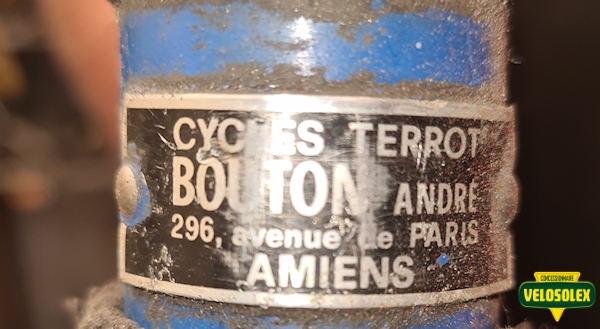 CYCLES TERROT
BOUTON ANDRÉ
296, avenue de PARIS
AMIENS
CONCESSIONNAIRE
VELOSOLEX